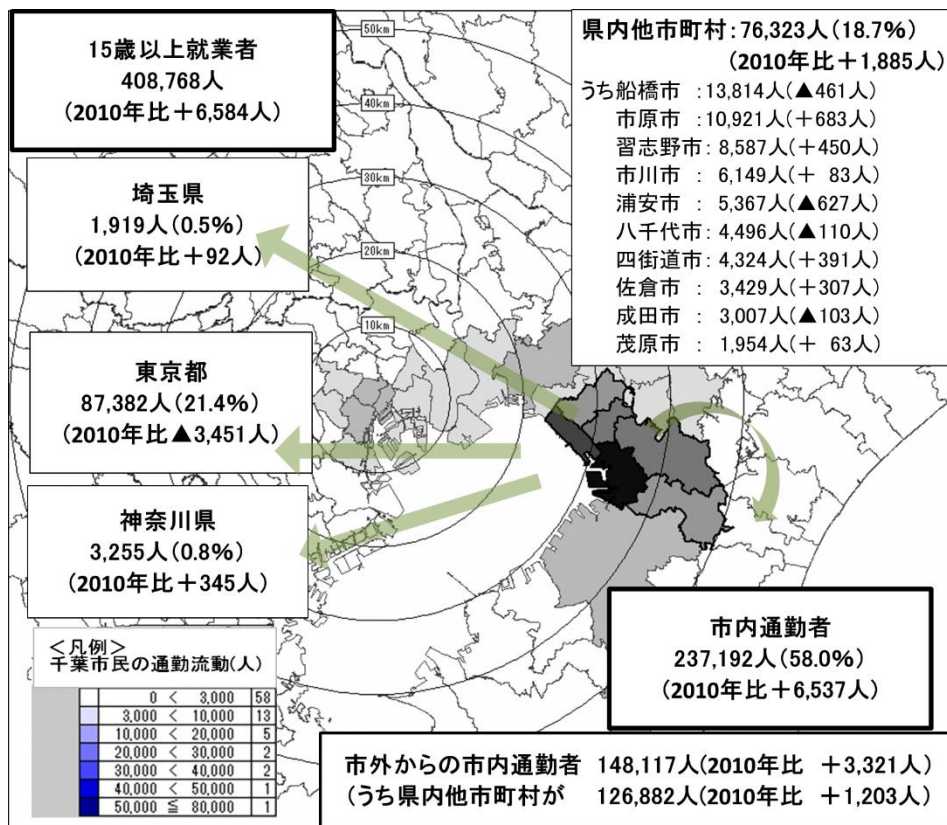 15歳以上就業者
408,768人
(2010年比+6,584人)
50km
40km
30km
20km
10km
県内他市町村:76,323人(18.7%)
(2010年比+1,885人)
うち船橋市 :13,814人(▲461人)
市原市 :10,921人(+683人)
習志野市: 8,587人(+450人)
市川市 : 6,149人(+ 83人)
浦安市 : 5,367人(▲627人)
八千代市: 4,496人(▲110人)
四街道市: 4,324人(+391人)
佐倉市 : 3,429人(+307人)
成田市 : 3,007人(▲103人)
茂原市 : 1,954人(+ 63人)
埼玉県
1,919人(0.5%)
(2010年比+92人)
東京都
87,382人(21.4%)
(2010年比▲3,451人)
神奈川県
3,255人(0.8%)
(2010年比+345人)
<凡例>
千葉市民の通勤流動(人)
0 < 3,000 58
3,000 < 10,000 13
10,000 < 20,000 5
20,000 < 30,000 2
30,000 < 40,000 2
40,000 < 50,000 1
50,000 ≦ 80,000 1
市内通勤者
237,192人(58.0%)
(2010年比+6,537人)
市外からの市内通勤者 148,117人(2010年比 +3,321人)
(うち県内他市町村が 126,882人(2010年比 +1,203人)